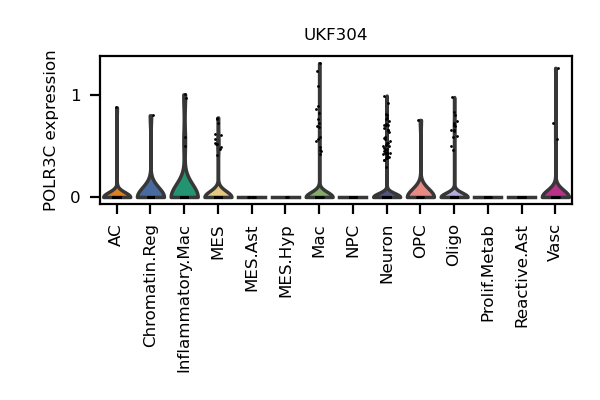 UKF304
POLR3C expression
1
0
AC
Chromatin.Reg
Inflammatory.Mac
MES
MES.Ast
MES.Hyp
Mac
NPC
Neuron
OPC
Oligo
Prolif.Metab
Reactive.Ast
Vasc